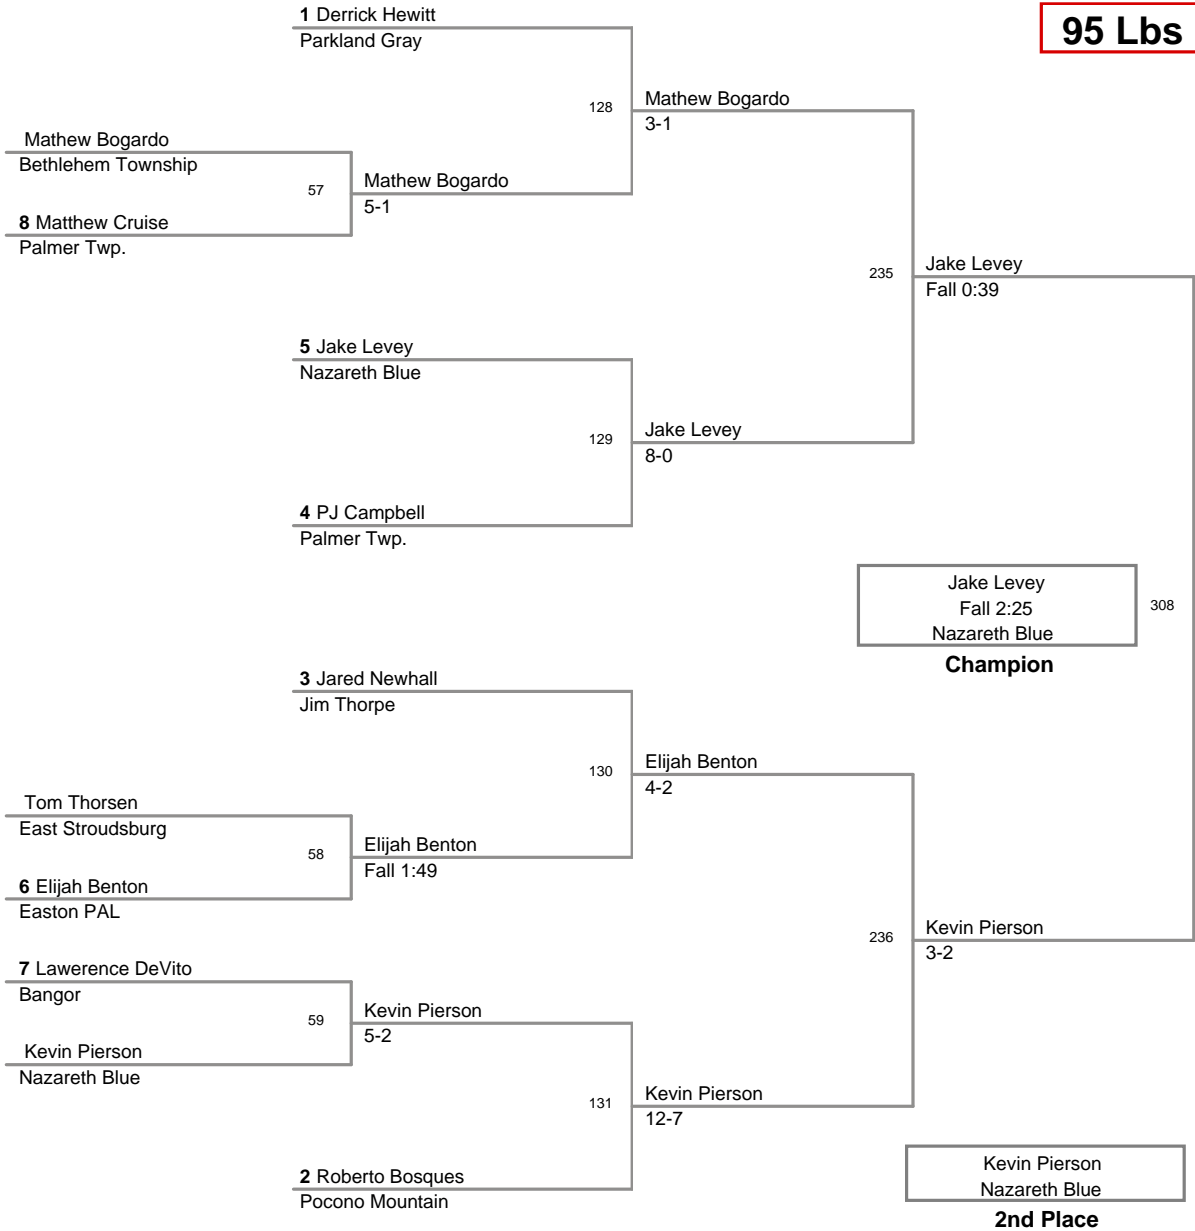 1 Derrick Hewitt
Parkland Gray
95 Lbs
128
Mathew Bogardo
3-1
Mathew Bogardo
Bethlehem Township
57
Mathew Bogardo
5-1
8 Matthew Cruise
Palmer Twp.
235
Jake Levey
Fall 0:39
5 Jake Levey
Nazareth Blue
129
Jake Levey
8-0
4 PJ Campbell
Palmer Twp.
Jake Levey
Fall 2:25
Nazareth Blue
308
Champion
3 Jared Newhall
Jim Thorpe
130
Elijah Benton
4-2
Tom Thorsen
East Stroudsburg
58
Elijah Benton
Fall 1:49
6 Elijah Benton
Easton PAL
236
Kevin Pierson
3-2
7 Lawerence DeVito
Bangor
59
Kevin Pierson
5-2
Kevin Pierson
Nazareth Blue
131
Kevin Pierson
12-7
2 Roberto Bosques
Pocono Mountain
Kevin Pierson
Nazareth Blue
2nd Place